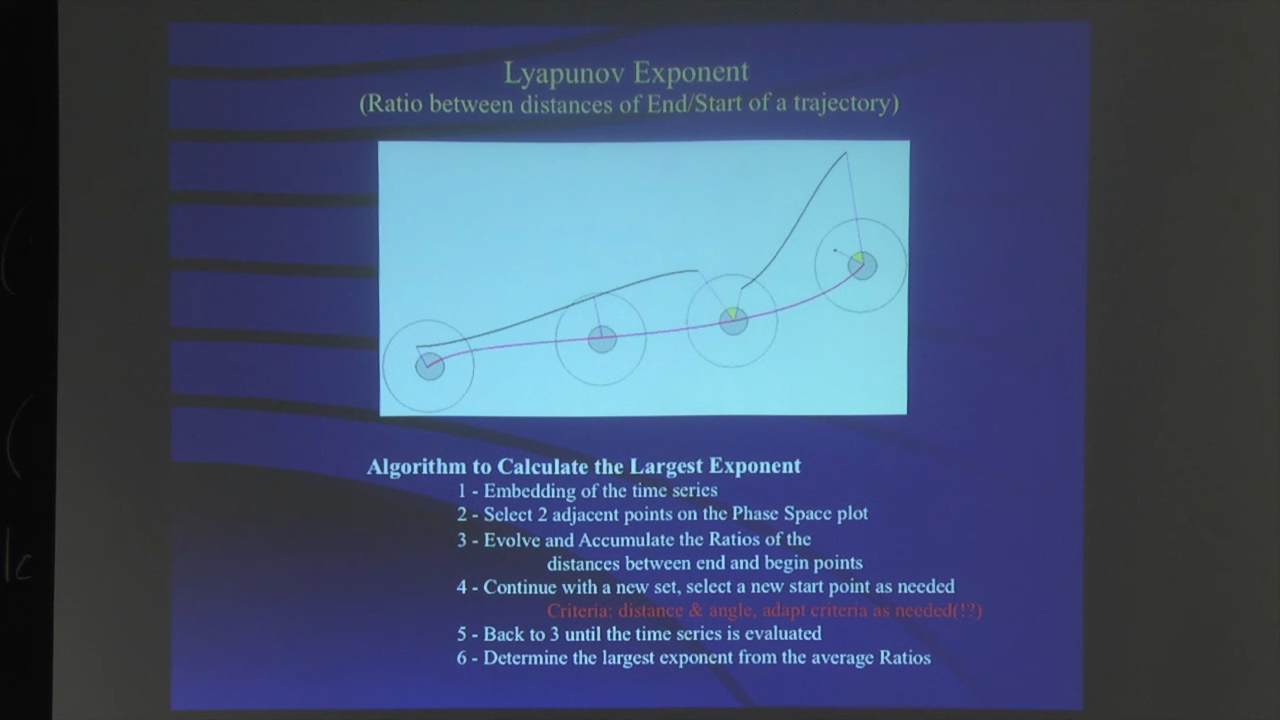 Lyapunov Exponent
(Ratio between distances of End/Start of a trajectory)
Algorithm to Calculate the Largest Exponent
1 - Embedding of the time series
2 - Select 2 adjacent points on the Phase Space plot
3 - Evolve and Accumulate the Ratios of the
distances between end and begin points
4 - Continue with a new set, select a new start point as needed
Criteria: distance & angle, adapt criteria as needed(!?)
5 - Back to 3 until the time series is evaluated
6 - Determine the largest exponent from the average Ratios